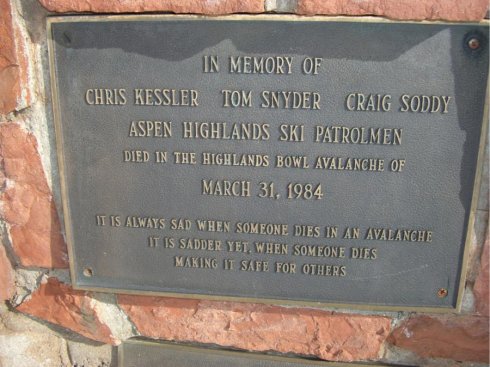 IN MEMORY OF
CHRIS KESSLER TOM SNYDER CRAIG SODDY
ASPEN HIGHLANDS SKI PATROLMEN
DIED IN THE HIGHLANDS BOWL AVALANCHE OF
MARCH 31, 1984
IT IS ALWAYS SAD WHEN SOMEONE DIES IN AN AVALANCHE
IT IS SADDER YET, WHEN SOMEONE DIES
MAKING IT SAFE FOR OTHERS